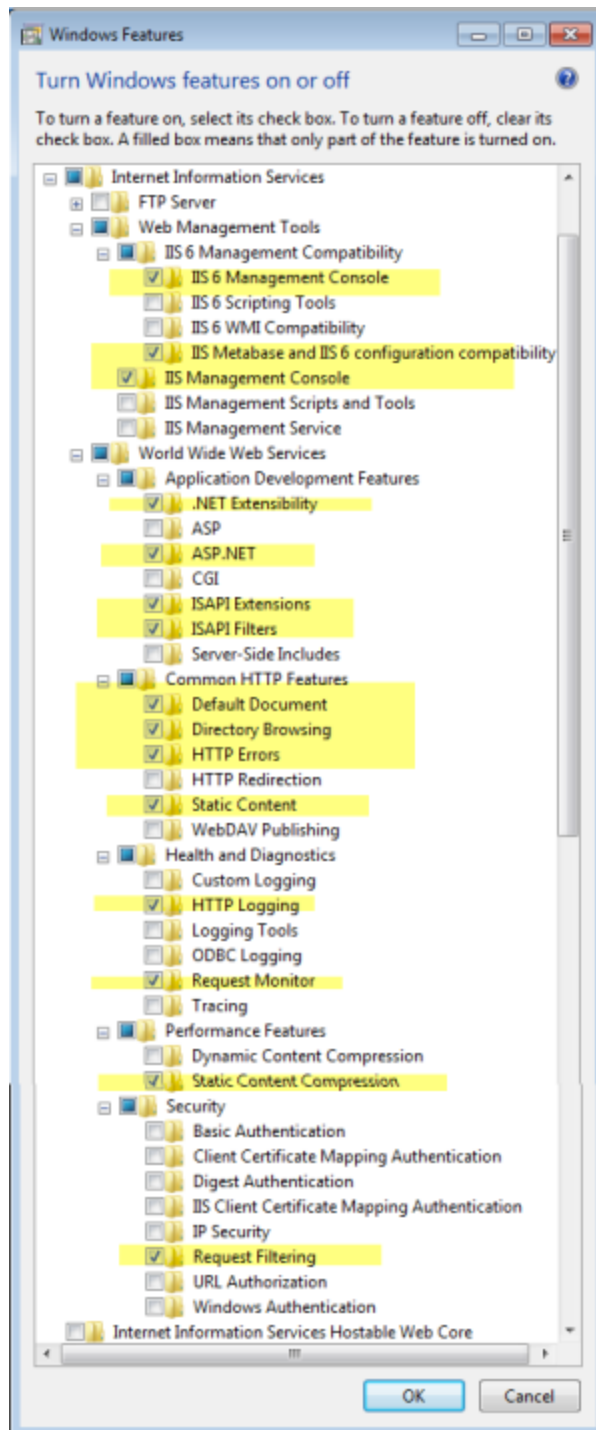 Windows Features
Turn Windows features on or off
To turn a feature on, select its check box. To turn a feature off, clear its
check box. A filled box means that only part of the feature is turned on.
Internet Information Services
FTP Server
Web Management Tools
IIS 6 Management Compatibility
IIS 6 Management Console
IIS 6 Scripting Tools
IIS 6 WMI Compatibility
IIS Metabase and IIS 6 configuration compatibility
IIS Management Console
IIS Management Scripts and Tools
IIS Management Service
World Wide Web Services
Application Development Features
.NET Extensibility
ASP
ASP.NET
CGI
ISAPI Extensions
ISAPI Filters
Server-Side Includes
Common HTTP Features
Default Document
Directory Browsing
HTTP Errors
HTTP Redirection
Static Content
WebDAV Publishing
Health and Diagnostics
Custom Logging
HTTP Logging
Logging Tools
ODBC Logging
Request Monitor
Tracing
Performance Features
Dynamic Content Compression
Static Content Compression
Security
Basic Authentication
Client Certificate Mapping Authentication
Digest Authentication
IIS Client Certificate Mapping Authentication
IP Security
Request Filtering
URL Authorization
Windows Authentication
Internet Information Services Hostable Web Core
OK Cancel